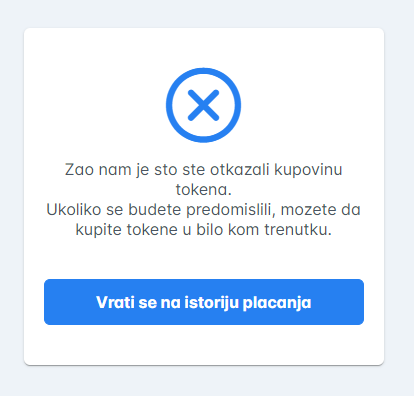 Zao nam je sto ste otkazali kupovinu
tokena.
Ukoliko se budete predomislili, mozete da
kupite tokene u bilo kom trenutku.
Vrati se na istoriju placanja